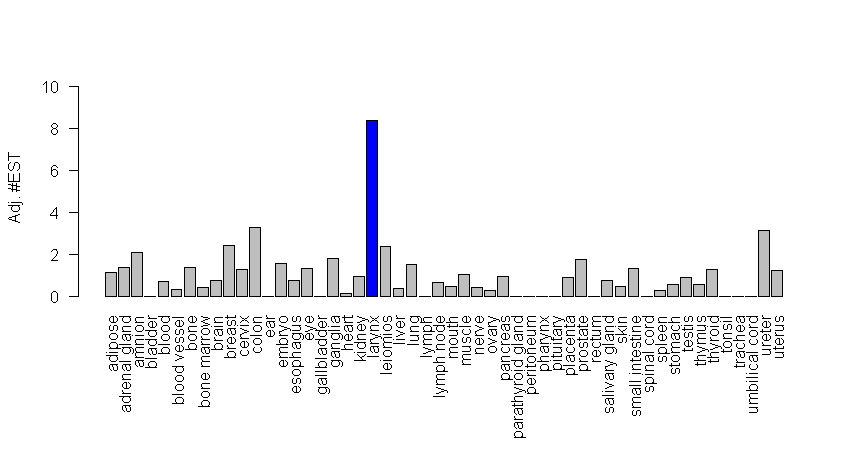 Adj. #EST
10
8
6
4
2
0
adipose
adrenal gland
amnion
bladder
blood
blood vessel
bone
bone marrow
brain
breast
cervix
colon
ear
embryo
esophagus
eye
gallbladder
ganglia
heart
kidney
larynx
leiomios
liver
lung
lymph
lymph node
mouth
muscle
nerve
ovary
pancreas
parathyroid gland
peritoneum
pharynx
pituitary
placenta
prostate
rectum
salivary gland
skin
small intestine
spinal cord
spleen
stomach
testis
thymus
thyroid
tonsil
trachea
umbilical cord
ureter
uterus